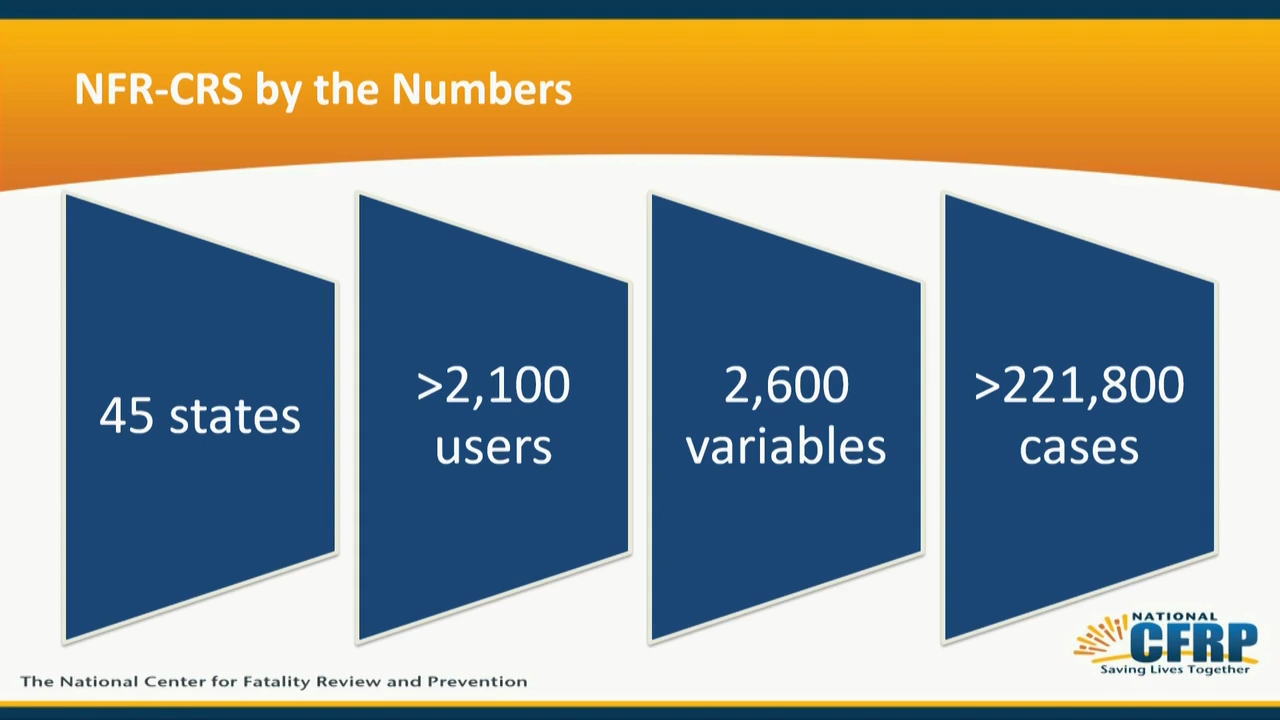 NFR-CRS by the Numbers
45 states
>2,100
users
2,600
variables
>221,800
cases
NATIONAL
CFRP
Saving Lives Together
The National Center for Fatality Review and Prevention